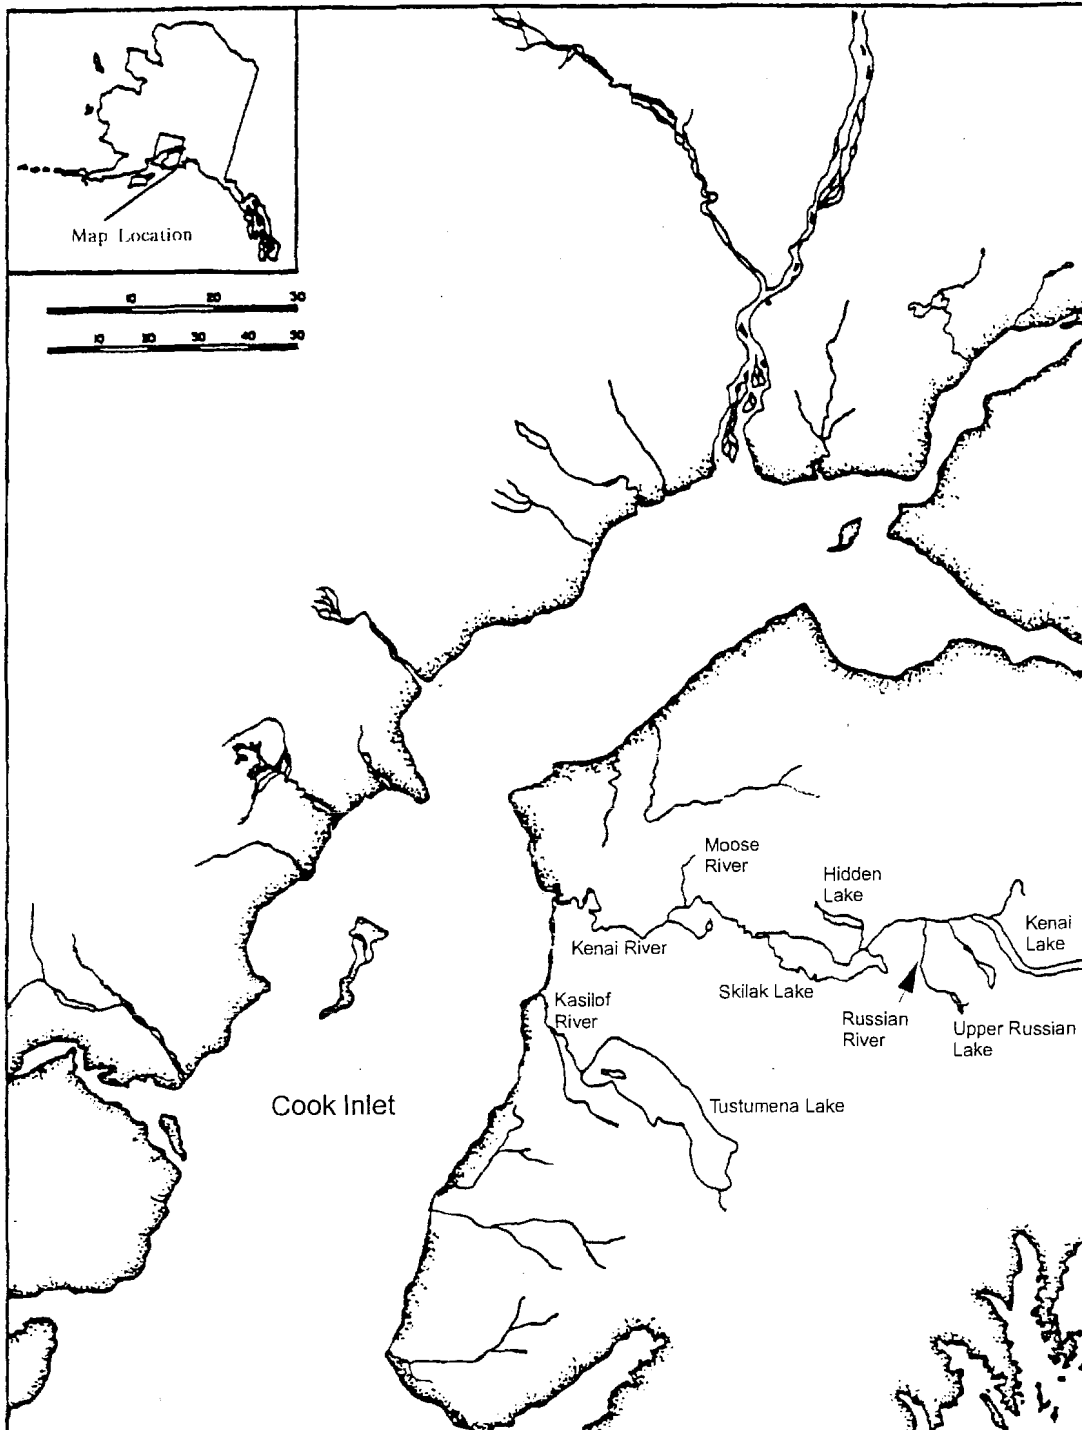 Map Location
10 20 30
10 20 30 40 50
Moose
River
Hidden
Lake
Kenai
Lake
Kenai River
Skilak Lake
Kasilof
River
Russian
River
Upper Russian
Lake
Cook Inlet
Tustumena Lake